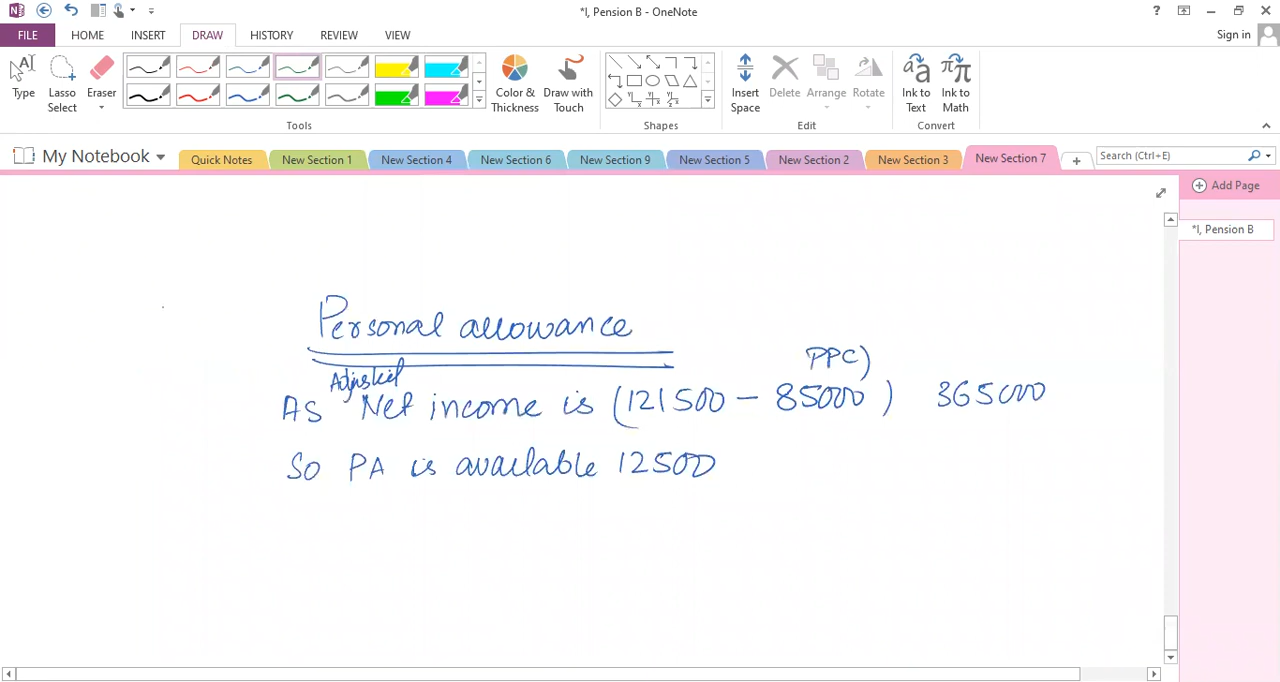 *I, Pension B - OneNote
?
FILE HOME INSERT DRAW HISTORY REVIEW VIEW
Sign in
Type
Lasso Select
Eraser
Color & Thickness
Draw with Touch
Insert Space
Delete
Arrange
Rotate
Ink to Text
Ink to Math
Tools
Shapes
Edit
Convert
My Notebook
Quick Notes New Section 1 New Section 4 New Section 6 New Section 9 New Section 5 New Section 2 New Section 3 New Section 7
Search (Ctrl+E)
Add Page
*I, Pension B
Personal allowance
PPC)
Adjusted
AS Net income is (121500 - 85000) 365000
So PA is available 12500